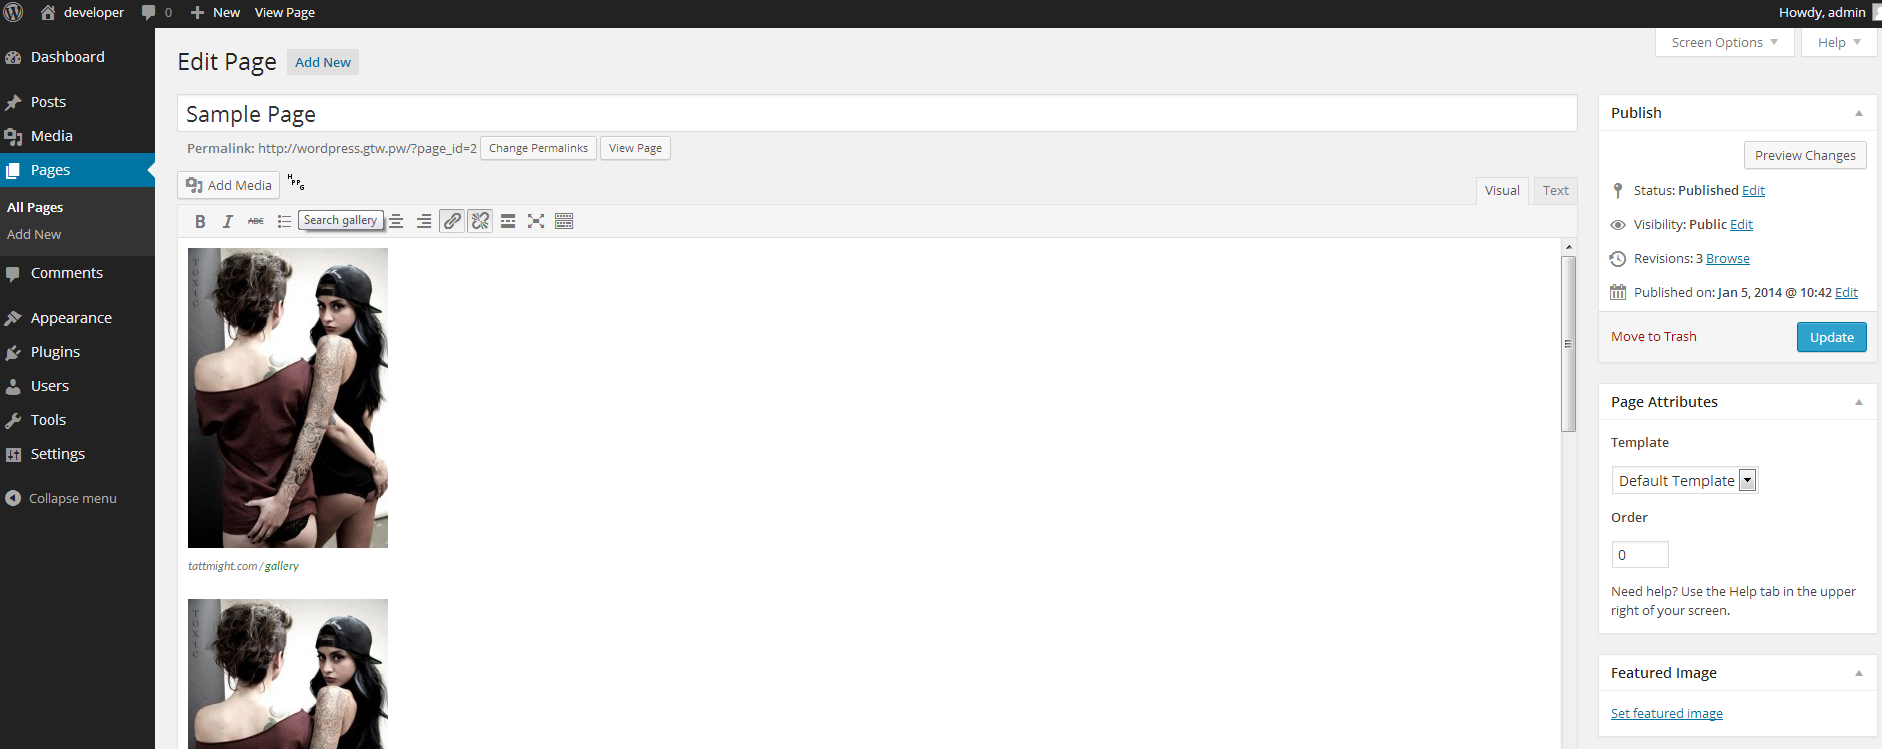 developer 0 New View Page Howdy, admin
Dashboard
Posts
Media
Pages
All Pages
Add New
Comments
Appearance
Plugins
Users
Tools
Settings
Collapse menu
Screen Options Help
Edit Page Add New
Sample Page
Permalink: http://wordpress.gtw.pw/?page_id=2 Change Permalinks View Page
Add Media HPPG
Visual Text
B I ABC Search gallery
TOXIC
tattmight.com / gallery
TOXIC
Publish
Preview Changes
Status: Published Edit
Visibility: Public Edit
Revisions: 3 Browse
Published on: Jan 5, 2014 @ 10:42 Edit
Move to Trash Update
Page Attributes
Template
Default Template
Order
0
Need help? Use the Help tab in the upper
right of your screen.
Featured Image
Set featured image